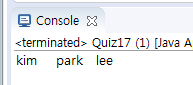 Console
<terminated> Quiz17 (1) [Java A
kim park lee